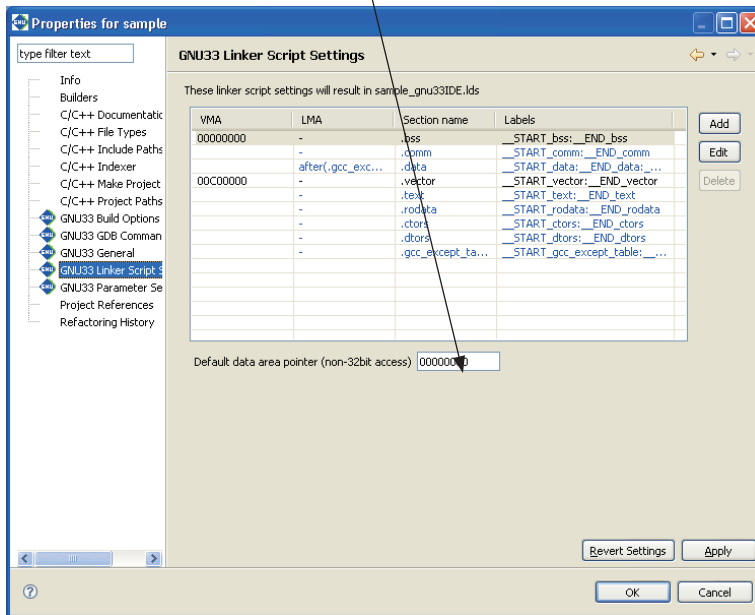 Properties for sample
type filter text
Info
Builders
C/C++ Documentatic
C/C++ File Types
C/C++ Include Paths
C/C++ Indexer
C/C++ Make Project
C/C++ Project Paths
GNU33 Build Options
GNU33 GDB Comman
GNU33 General
GNU33 Linker Script S
GNU33 Parameter Se
Project References
Refactoring History
GNU33 Linker Script Settings
These linker script settings will result in sample_gnu33IDE.lds
VMA LMA Section name Labels
00000000 - .bss __START_bss:__END_bss
- .comm __START_comm:__END_comm
after(.gcc_exc... .data __START_data:__END_data:_...
00C00000 - .vector __START_vector:__END_vector
- .text __START_text:__END_text
- .rodata __START_rodata:__END_rodata
- .ctors __START_ctors:__END_ctors
- .dtors __START_dtors:__END_dtors
- .gcc_except_ta... __START_gcc_except_table:__...
Add
Edit
Delete
Default data area pointer (non-32bit access) 00000000
Revert Settings Apply
OK Cancel